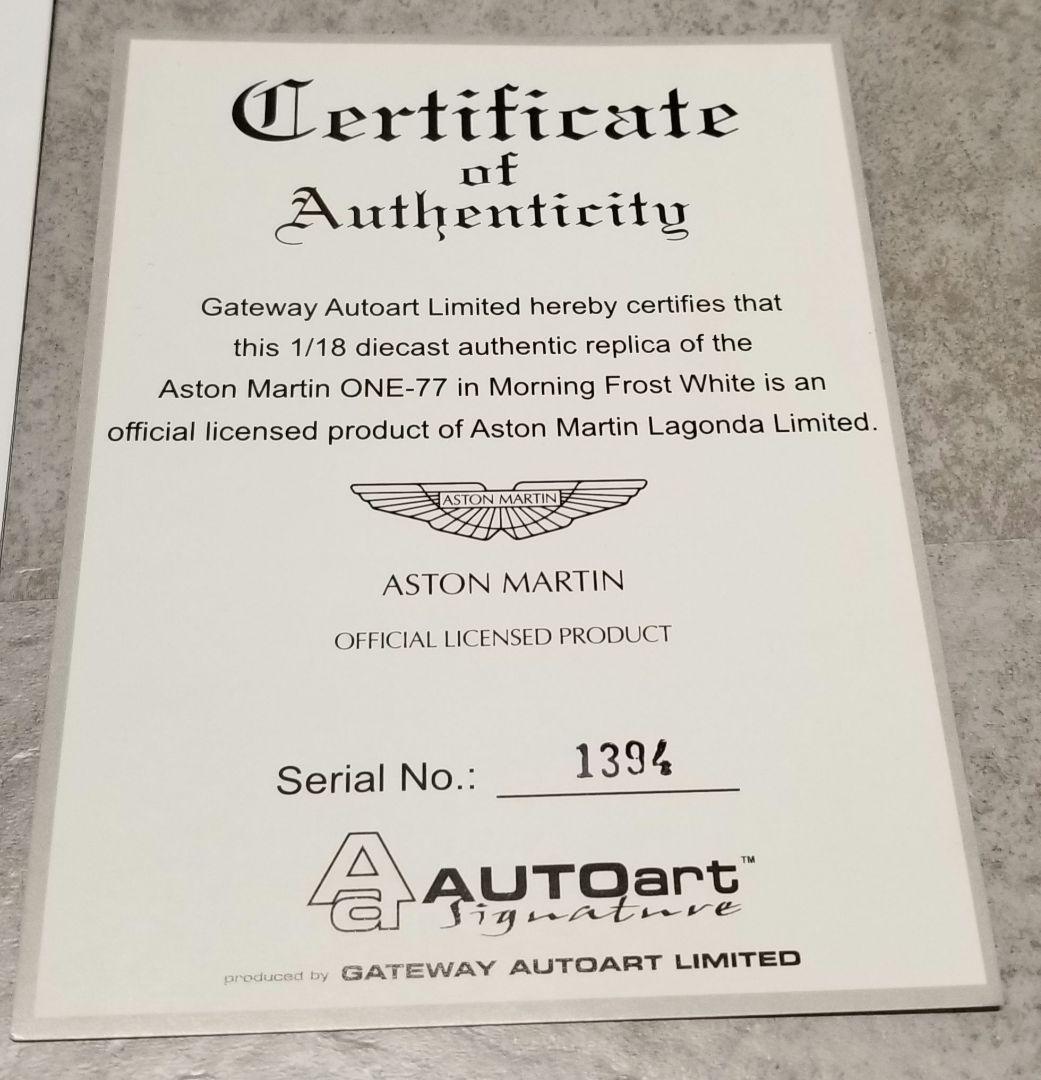 Certificate
of
Authenticity
Gateway Autoart Limited hereby certifies that
this 1/18 diecast authentic replica of the
Aston Martin ONE-77 in Morning Frost White is an
official licensed product of Aston Martin Lagonda Limited.
ASTON MARTIN
ASTON MARTIN
OFFICIAL LICENSED PRODUCT
Serial No.: 1394
Aa AUTOart™
Signature
produced by GATEWAY AUTOART LIMITED